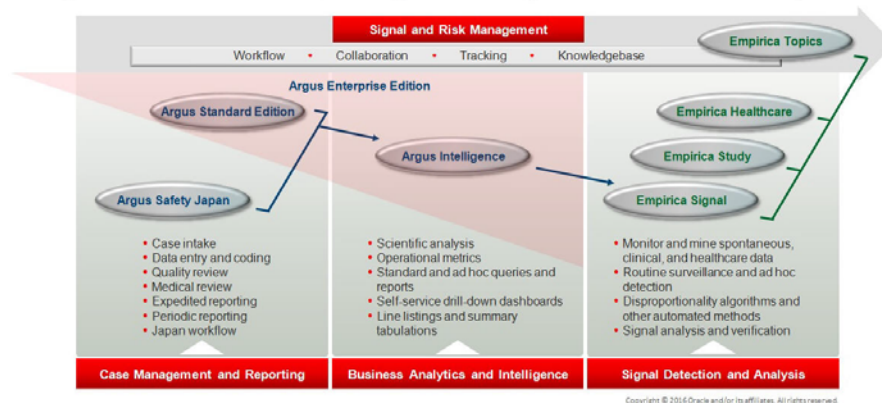 Signal and Risk Management
Workflow • Collaboration • Tracking • Knowledgebase
Empirica Topics
Argus Enterprise Edition
Argus Standard Edition
Argus Safety Japan
Argus Intelligence
Empirica Healthcare
Empirica Study
Empirica Signal
• Case intake
• Data entry and coding
• Quality review
• Medical review
• Expedited reporting
• Periodic reporting
• Japan workflow
• Scientific analysis
• Operational metrics
• Standard and ad hoc queries and
reports
• Self-service drill-down dashboards
• Line listings and summary
tabulations
• Monitor and mine spontaneous,
clinical, and healthcare data
• Routine surveillance and ad hoc
detection
• Disproportionality algorithms and
other automated methods
• Signal analysis and verification
Case Management and Reporting
Business Analytics and Intelligence
Signal Detection and Analysis
Copyright © 2016 Oracle and/or its affiliates. All rights reserved.